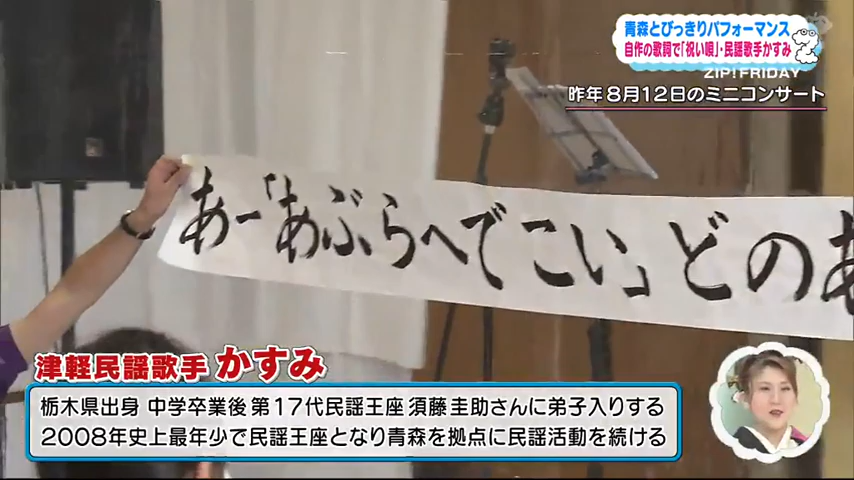 青森とびっきりパフォーマンス
自作の歌詞で「祝い唄」・民謡歌手かすみ
ZIP!FRIDAY
昨年8月12日のミニコンサート
あー「あぶらへでこい」どのあ
津軽民謡歌手 かすみ
栃木県出身 中学卒業後 第17代民謡王座 須藤圭助さんに弟子入りする
2008年史上最年少で民謡王座となり青森を拠点に民謡活動を続ける